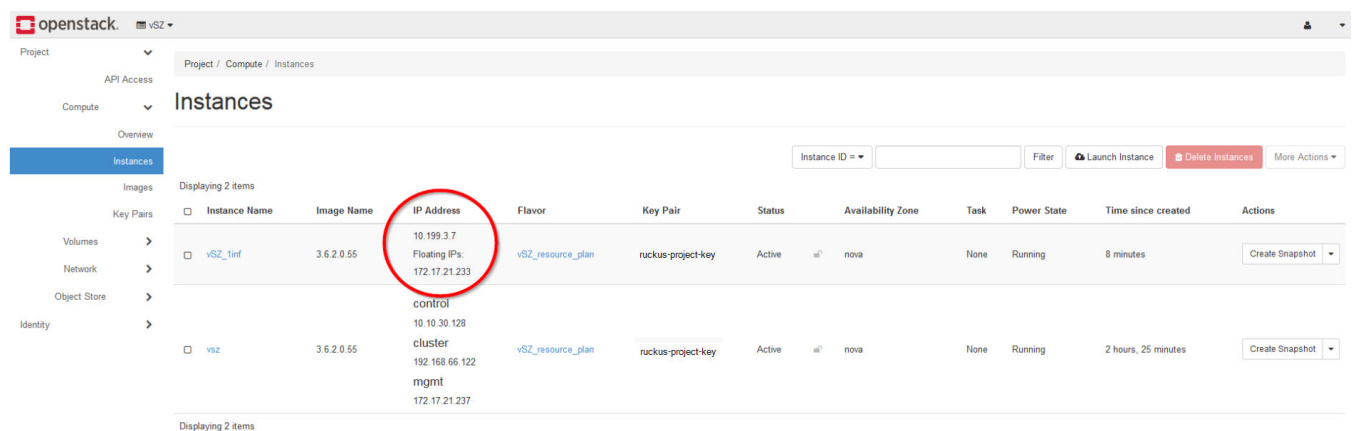 openstack. vSZ
Project
API Access
Compute
Overview
Instances
Images
Key Pairs
Volumes
Network
Object Store
Identity
Project / Compute / Instances
Instances
Instance ID = Filter Launch Instance Delete Instances More Actions
Displaying 2 items
Instance Name Image Name IP Address Flavor Key Pair Status Availability Zone Task Power State Time since created Actions
vSZ_1inf 3.6.2.0.55 10.199.3.7 vSZ_resource_plan ruckus-project-key Active nova None Running 8 minutes Create Snapshot
Floating IPs:
172.17.21.233
vsz 3.6.2.0.55 control vSZ_resource_plan ruckus-project-key Active nova None Running 2 hours, 25 minutes Create Snapshot
10.10.30.128
cluster
192.168.66.122
mgmt
172.17.21.237
Displaying 2 items